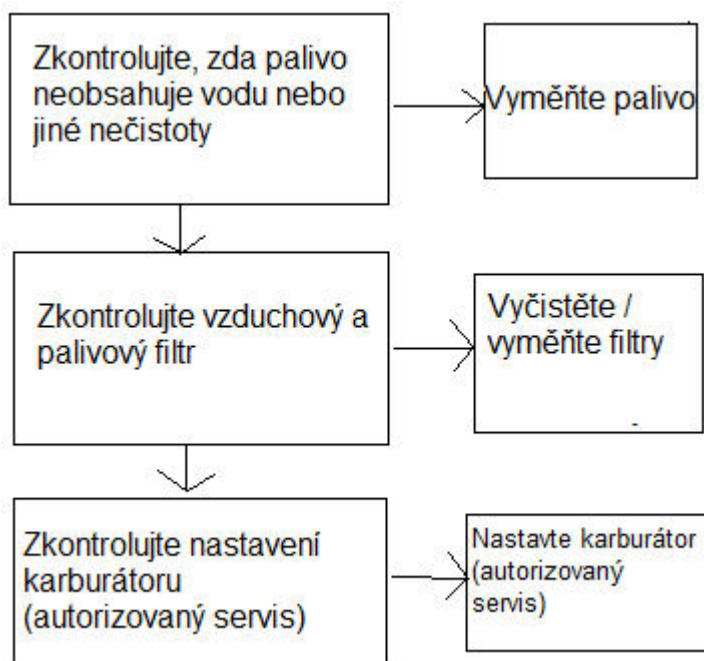 Zkontrolujte, zda palivo
neobsahuje vodu nebo
jiné nečistoty
Vyměňte palivo
Zkontrolujte vzduchový a
palivový filtr
Vyčistěte /
vyměňte filtry
Zkontrolujte nastavení
karburátoru
(autorizovaný servis)
Nastavte karburátor
(autorizovaný
servis)